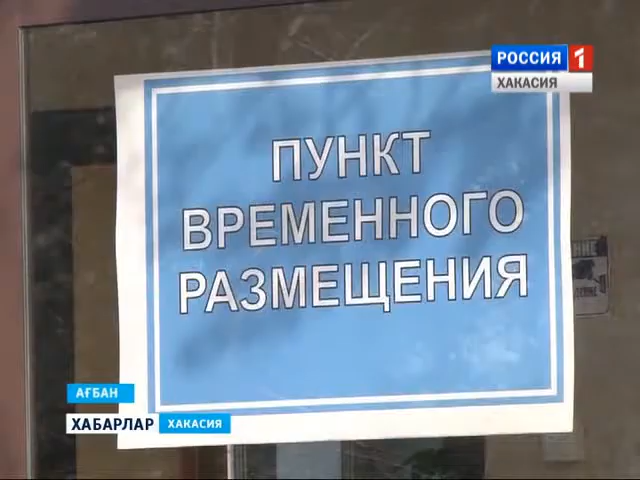 РОССИЯ 1
ХАКАСИЯ
ПУНКТ
ВРЕМЕННОГО
РАЗМЕЩЕНИЯ
АҒБАН
ХАБАРЛАР ХАКАСИЯ